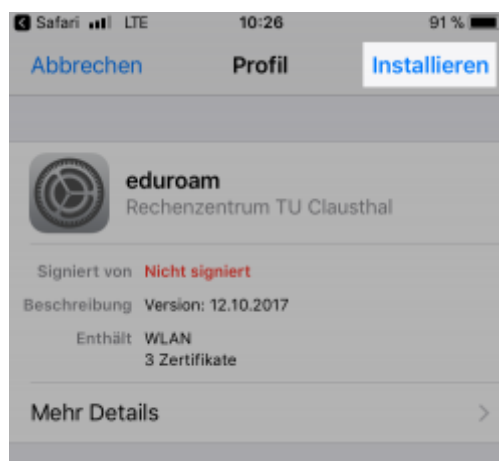 Safari LTE 10:26 91 %
Abbrechen Profil Installieren
eduroam
Rechenzentrum TU Clausthal
Signiert von Nicht signiert
Beschreibung Version: 12.10.2017
Enthält WLAN
3 Zertifikate
Mehr Details